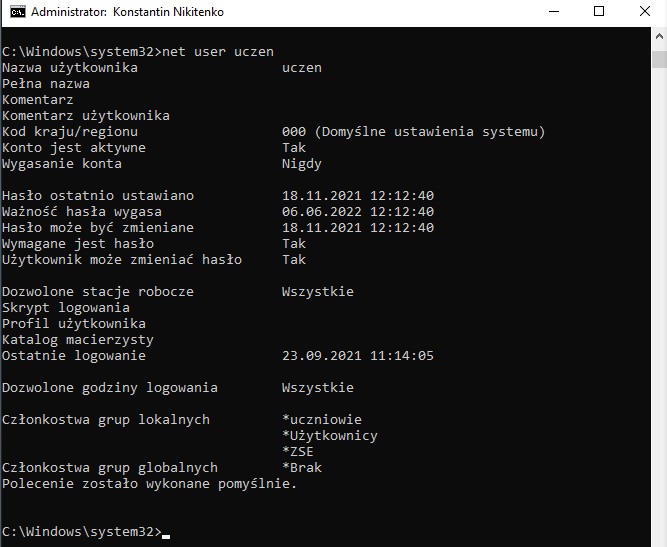 Administrator: Konstantin Nikitenko
C:\Windows\system32>net user uczen
Nazwa użytkownika uczen
Pełna nazwa
Komentarz
Komentarz użytkownika
Kod kraju/regionu 000 (Domyślne ustawienia systemu)
Konto jest aktywne Tak
Wygasanie konta Nigdy
Hasło ostatnio ustawiano 18.11.2021 12:12:40
Ważność hasła wygasa 06.06.2022 12:12:40
Hasło może być zmieniane 18.11.2021 12:12:40
Wymagane jest hasło Tak
Użytkownik może zmieniać hasło Tak
Dozwolone stacje robocze Wszystkie
Skrypt logowania
Profil użytkownika
Katalog macierzysty
Ostatnie logowanie 23.09.2021 11:14:05
Dozwolone godziny logowania Wszystkie
Członkostwa grup lokalnych *uczniowie
*Użytkownicy
*ZSE
Członkostwa grup globalnych *Brak
Polecenie zostało wykonane pomyślnie.
C:\Windows\system32>